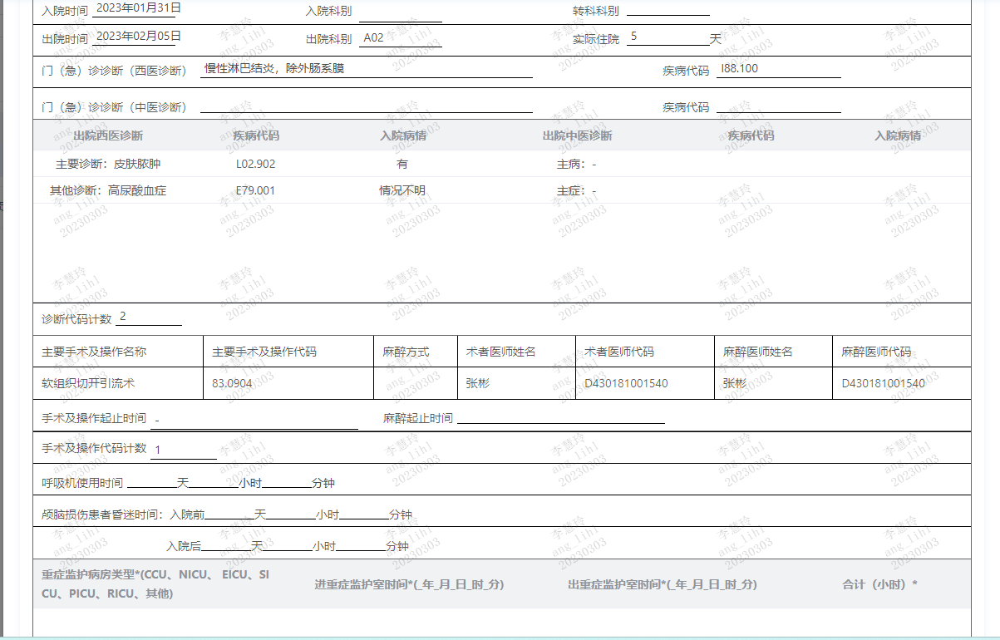 入院时间 2023年01月31日 入院科别 转科科别
出院时间 2023年02月05日 出院科别 A02 实际住院 5 天
门（急）诊诊断（西医诊断） 慢性淋巴结炎，除外肠系膜 疾病代码 I88.100
门（急）诊诊断（中医诊断） 疾病代码
出院西医诊断 疾病代码 入院病情 出院中医诊断 疾病代码 入院病情
主要诊断：皮肤脓肿 L02.902 有 主病：-
其他诊断：高尿酸血症 E79.001 情况不明 主症：-
诊断代码计数 2
主要手术及操作名称 主要手术及操作代码 麻醉方式 术者医师姓名 术者医师代码 麻醉医师姓名 麻醉医师代码
软组织切开引流术 83.0904 张彬 D430181001540 张彬 D430181001540
手术及操作起止时间 - 麻醉起止时间
手术及操作代码计数 1
呼吸机使用时间 天 小时 分钟
颅脑损伤患者昏迷时间：入院前 天 小时 分钟
入院后 天 小时 分钟
重症监护病房类型*(CCU、NICU、 EICU、SI
CU、PICU、RICU、其他) 进重症监护室时间*(_年_月_日_时_分) 出重症监护室时间*(_年_月_日_时_分) 合计（小时）*
李慧玲
ang_lihl
20230303